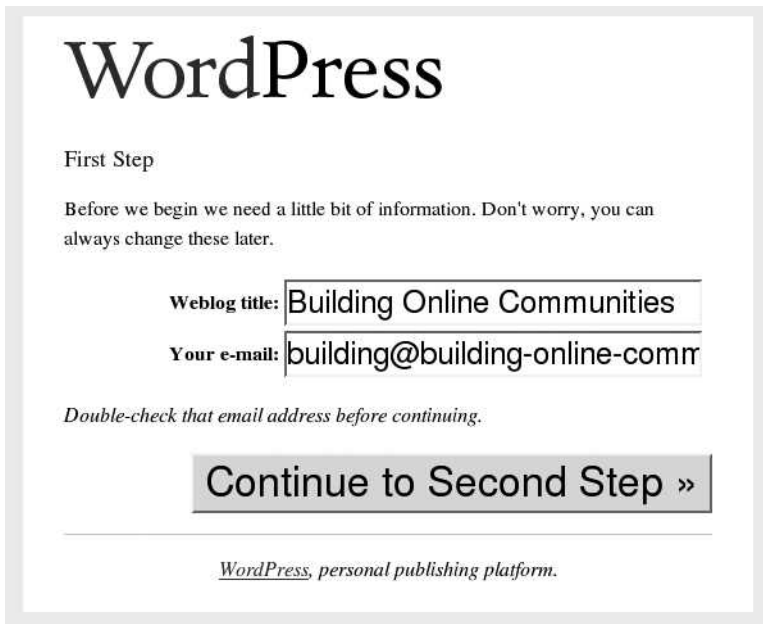 WordPress
First Step
Before we begin we need a little bit of information. Don't worry, you can
always change these later.
Weblog title: Building Online Communities
Your e-mail: building@building-online-comm
Double-check that email address before continuing.
Continue to Second Step »
WordPress, personal publishing platform.